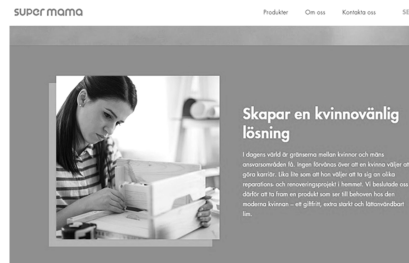 super mama
Produkter Om oss Kontakta oss SE
Skapar en kvinnovänlig
lösning
I dagens värld är gränserna mellan kvinnor och mäns
ansvarsområden få. Ingen förvånas över att en kvinna väljer att
göra karriär. Lika lite som att hon väljer att ta sig an olika
reparations- och renoveringsprojekt i hemmet. Vi beslutade oss
därför att ta fram en produkt som ser till behoven hos den
moderna kvinnan – ett giftfritt, extra starkt och lättanvändbart
lim.